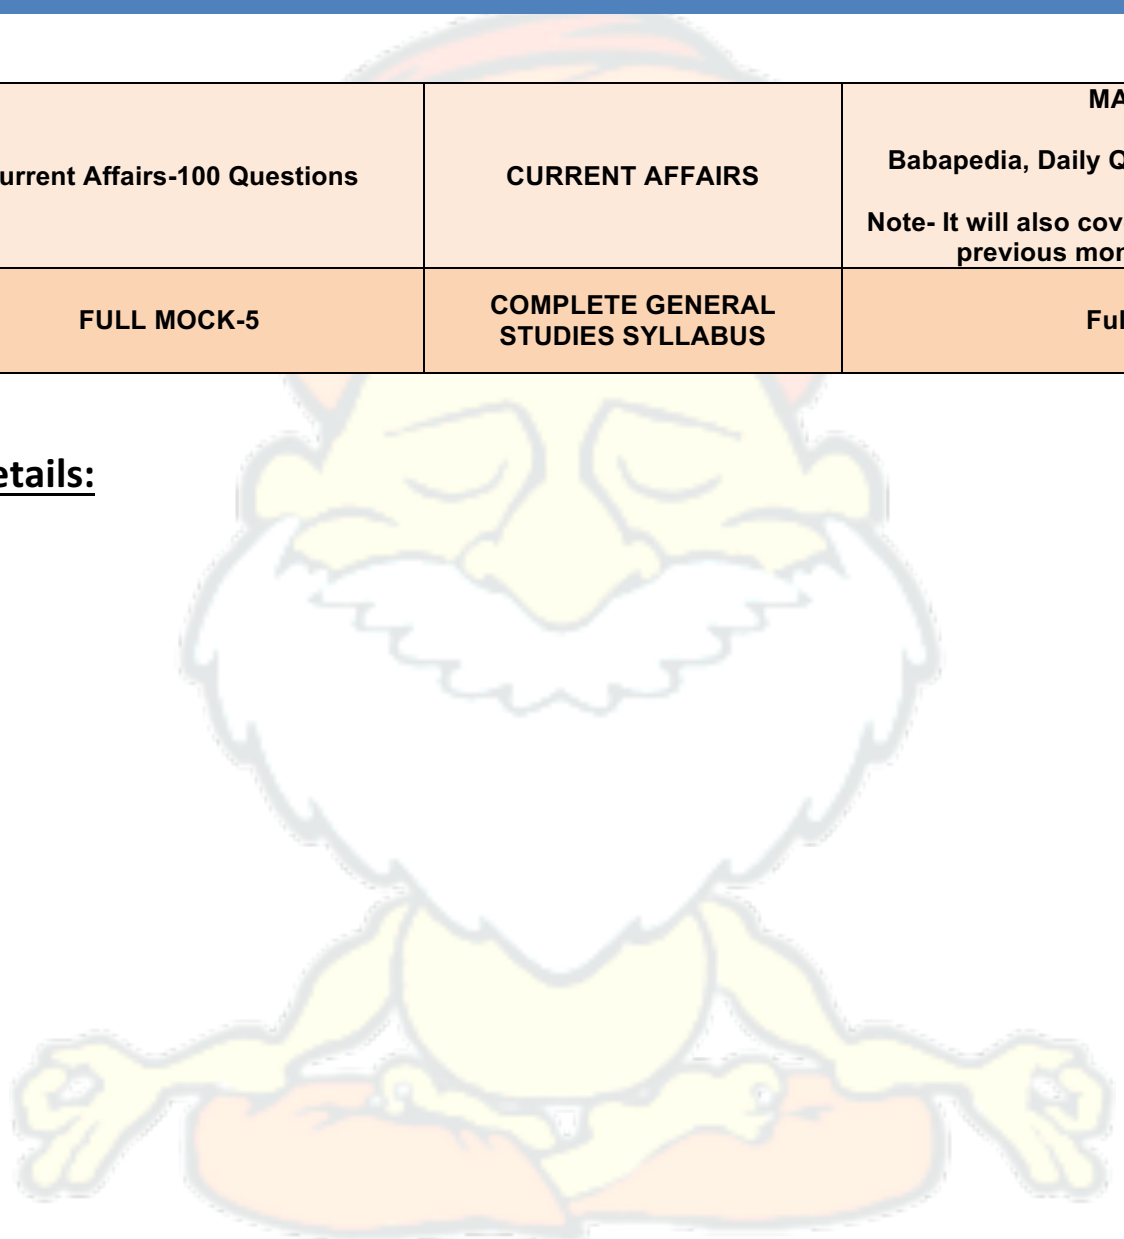 urrent Affairs-100 Questions
CURRENT AFFAIRS
MA
Babapedia, Daily Q
Note- It will also cov
previous mon
FULL MOCK-5
COMPLETE GENERAL
STUDIES SYLLABUS
Ful
etails: